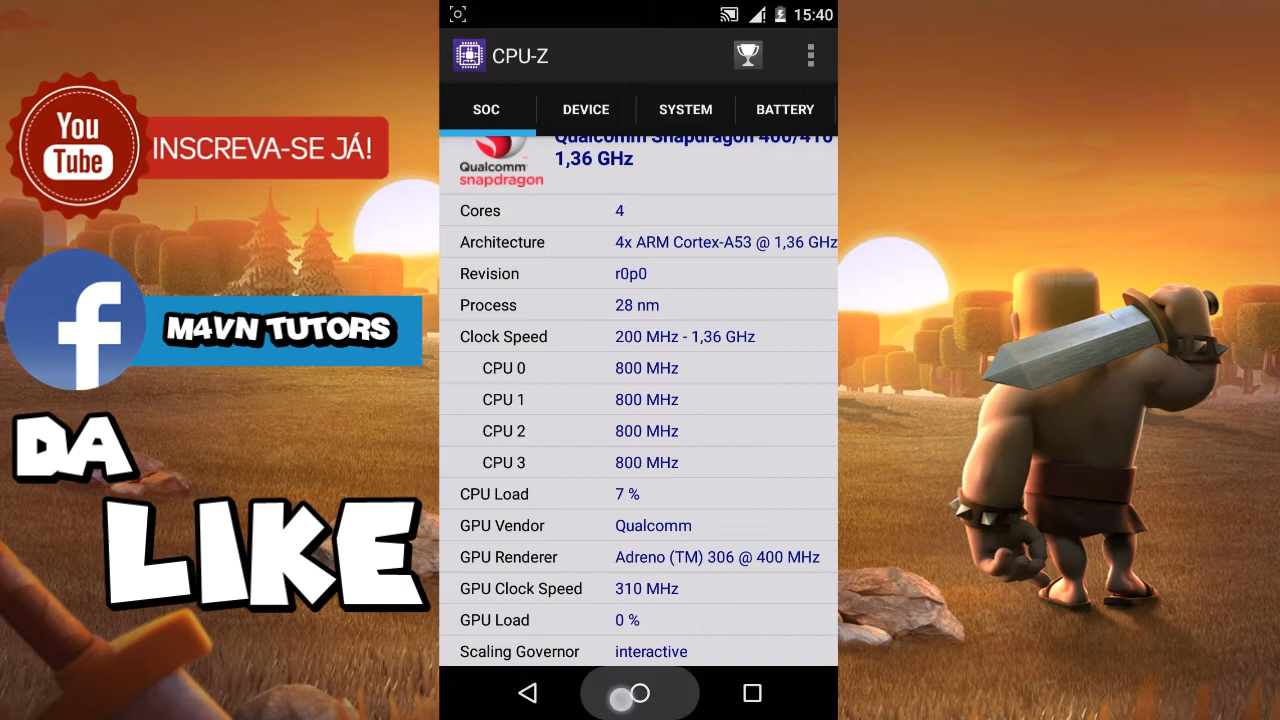 You
Tube
INSCREVA-SE JÁ!
f
M4VN TUTORS
DA
LIKE
15:40
CPU-Z
SOC DEVICE SYSTEM BATTERY
Qualcomm Snapdragon 400/410
1,36 GHz
Qualcomm
snapdragon
Cores 4
Architecture 4x ARM Cortex-A53 @ 1,36 GHz
Revision r0p0
Process 28 nm
Clock Speed 200 MHz - 1,36 GHz
CPU 0 800 MHz
CPU 1 800 MHz
CPU 2 800 MHz
CPU 3 800 MHz
CPU Load 7 %
GPU Vendor Qualcomm
GPU Renderer Adreno (TM) 306 @ 400 MHz
GPU Clock Speed 310 MHz
GPU Load 0 %
Scaling Governor interactive